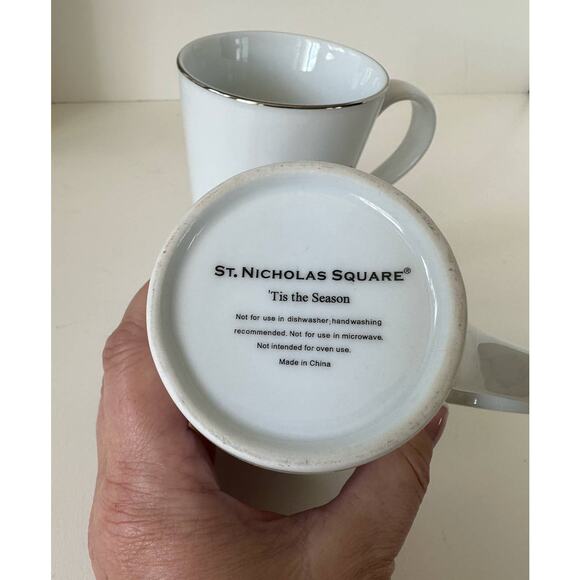 ST. NICHOLAS SQUARE®
'Tis the Season
Not for use in dishwasher; handwashing
recommended. Not for use in microwave.
Not intended for oven use.
Made in China